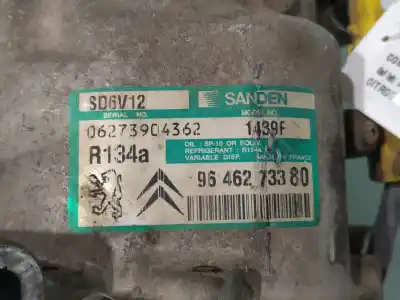 SD6V12
SANDEN
SERIAL NO.
MODEL NO.
06273904362
1439F
R134a
OIL : SP-10 OR EQUIV.
REFRIGERANT : R134a
VARIABLE DISP. MADE IN FRANCE
96 462 733 80
CITRO